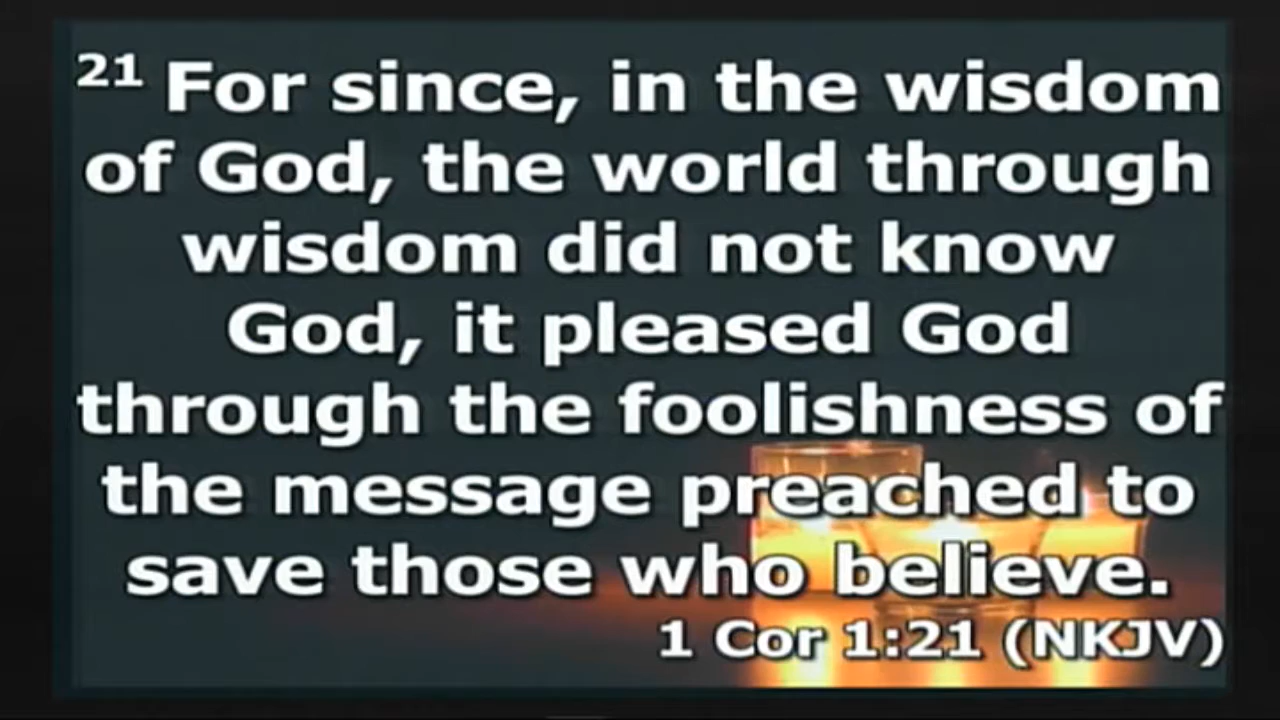 21 For since, in the wisdom
of God, the world through
wisdom did not know
God, it pleased God
through the foolishness of
the message preached to
save those who believe.
1 Cor 1:21 (NKJV)